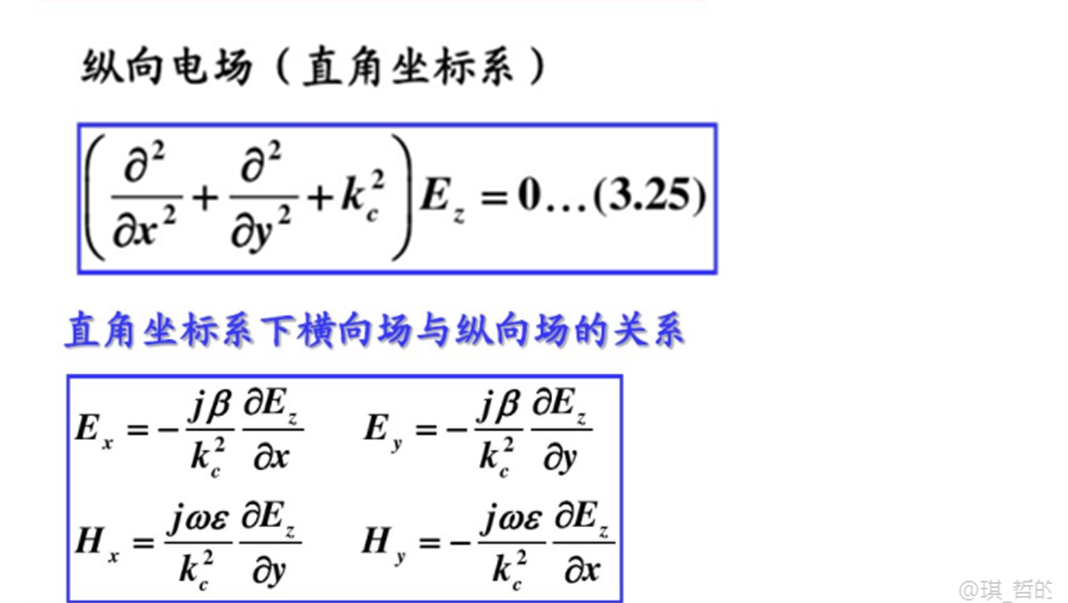 纵向电场（直角坐标系）
(∂²/∂x² + ∂²/∂y² + k_c²) E_z = 0…(3.25)
直角坐标系下横向场与纵向场的关系
E_x = -(jβ/k_c²)(∂E_z/∂x) E_y = -(jβ/k_c²)(∂E_z/∂y)
H_x = (jωε/k_c²)(∂E_z/∂y) H_y = -(jωε/k_c²)(∂E_z/∂x)
@琪_哲的